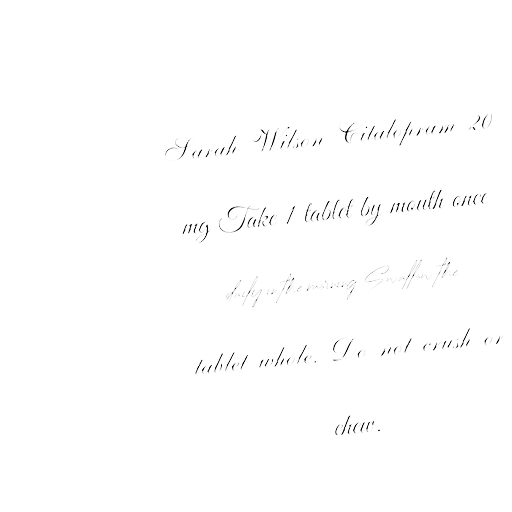 Sarah Wilson Citalopram 20
mg Take 1 tablet by mouth once
daily in the morning Swallow the
tablet whole. Do not crush or
chew.